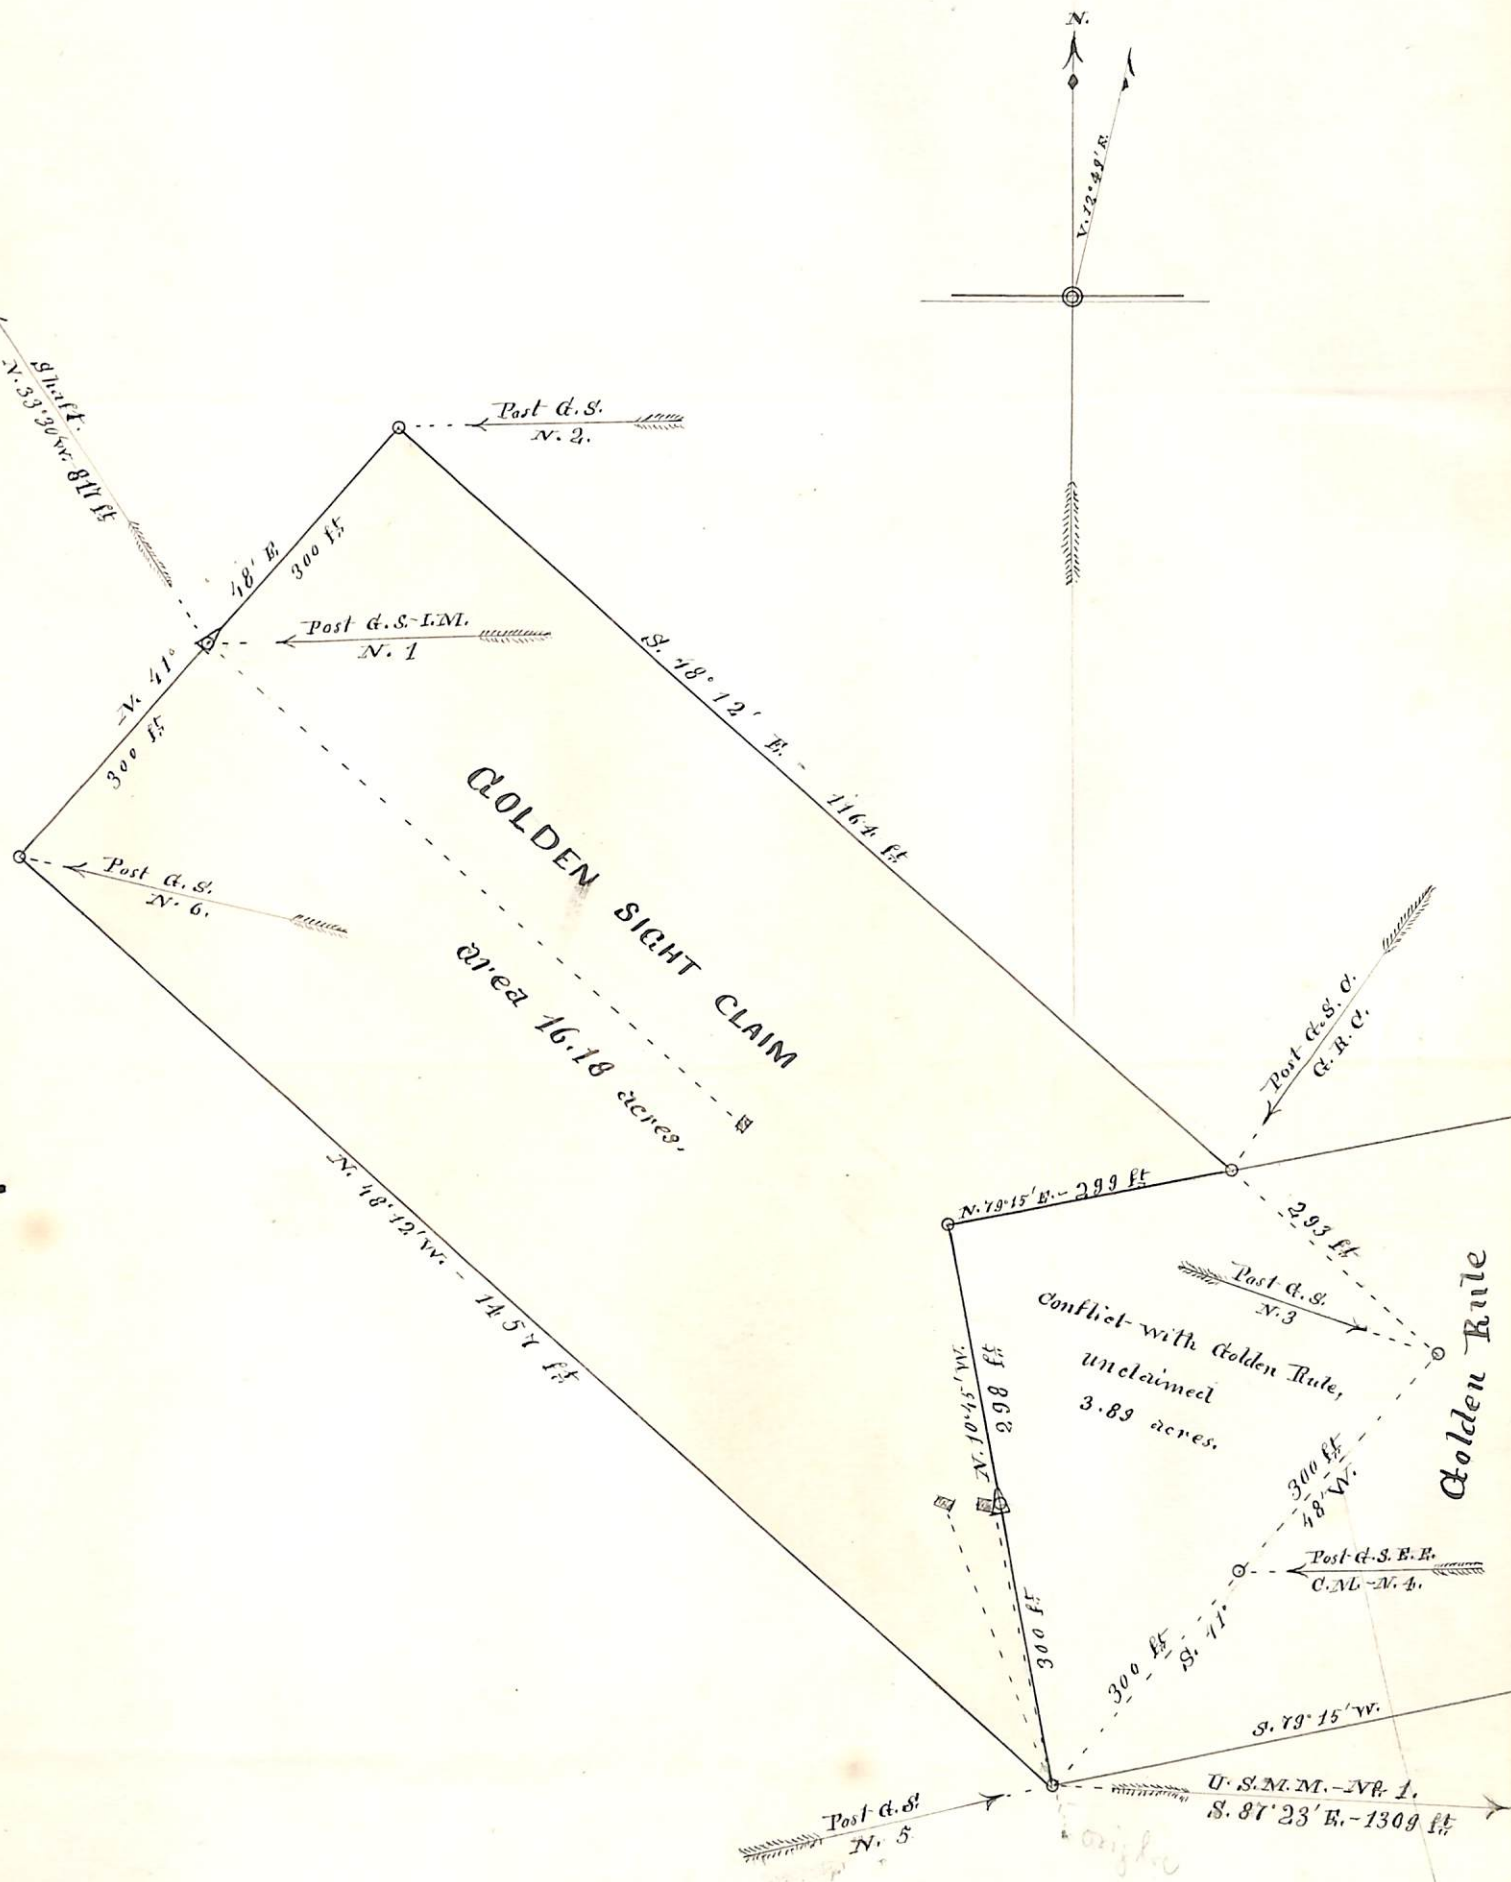 N.
V. 12° 49' E.
Shaft.
N. 33° 30' W. 817 ft
Post G. S.
N. 2.
48' E
300 ft
Post G. S.-I.M.
N. 1
N. 41°
300 ft
S. 48° 12' E. - 1164 ft
GOLDEN SIGHT CLAIM
area 16.18 acres.
Post G. S.
N. 6.
N. 48° 12' W. - 1457 ft
Post G. S. C.
G. R. C.
N. 79° 15' E. - 299 ft
293 ft
Post G. S.
N. 3
Conflict with Golden Rule,
unclaimed
3.89 acres.
Golden Rule
N. 10° 45' W.
298 ft
300 ft
48' W.
Post G. S. E. E.
C. M. - N. 4.
300 ft
300 ft
S. 41°
S. 79° 15' W.
U. S. M. M. - No. 1.
S. 87° 23' E. - 1309 ft
Post G. S.
N. 5